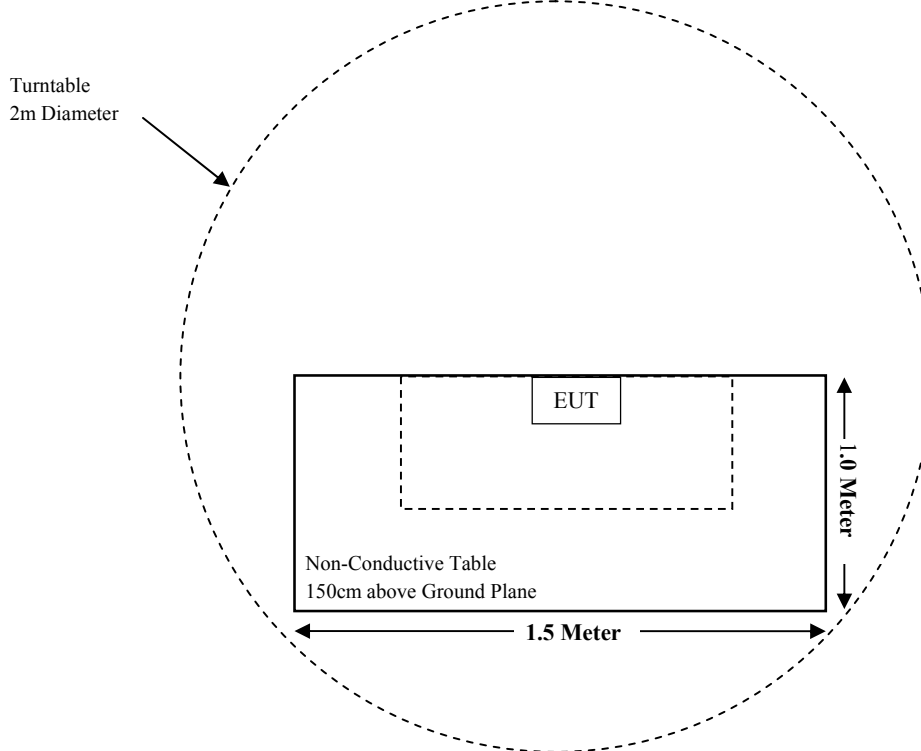 Turntable
2m Diameter
EUT
1.0 Meter
Non-Conductive Table
150cm above Ground Plane
1.5 Meter